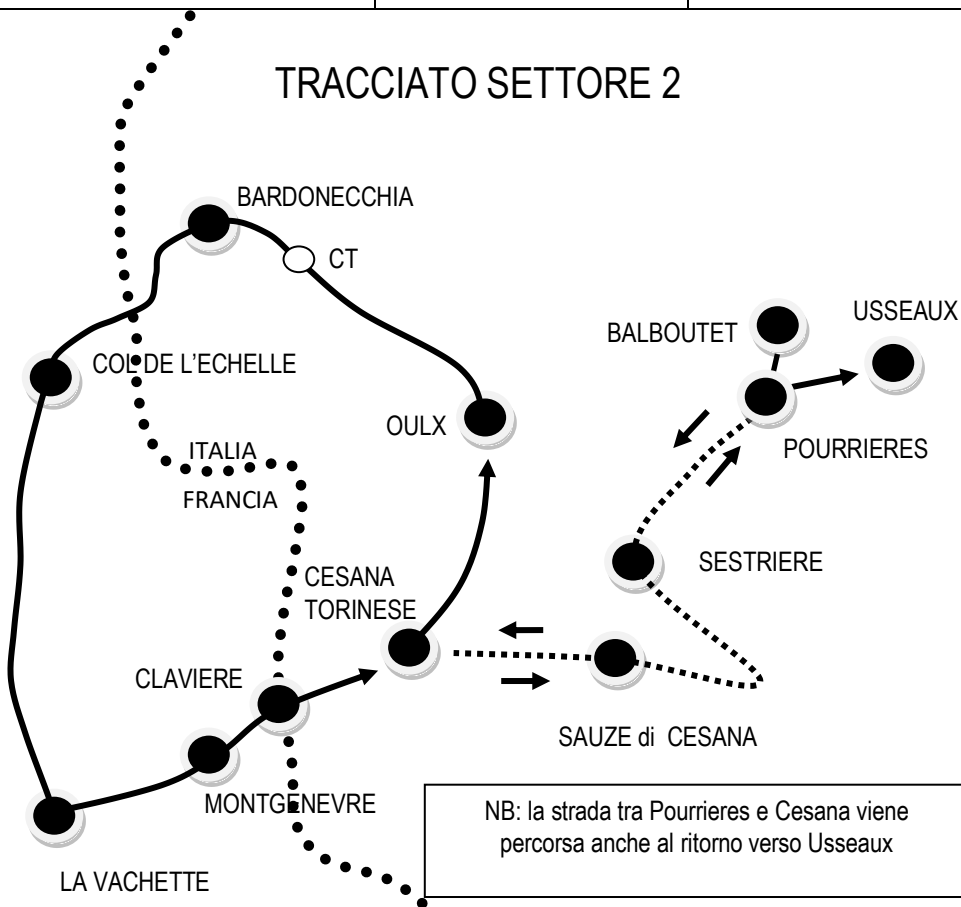 TRACCIATO SETTORE 2
BARDONECCHIA
CT
USSEAUX
BALBOUTET
COL DE L'ECHELLE
OULX
POURRIERES
ITALIA
FRANCIA
SESTRIERE
CESANA
TORINESE
CLAVIERE
SAUZE di CESANA
MONTGENEVRE
NB: la strada tra Pourrieres e Cesana viene
percorsa anche al ritorno verso Usseaux
LA VACHETTE